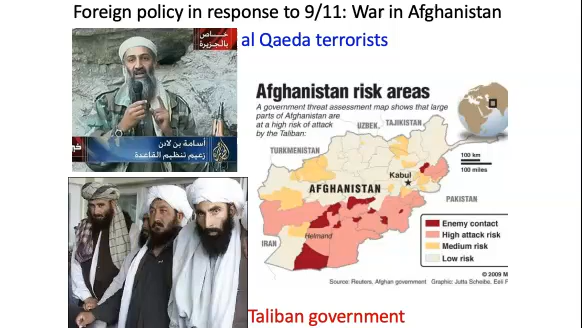 Foreign policy in response to 9/11: War in Afghanistan
خاص
بالجزيرة
al Qaeda terrorists
أسامة بن لادن
زعيم تنظيم القاعدة
Afghanistan risk areas
A government threat assessment map shows that large
parts of Afghanistan are
at a high risk of attack
by the Taliban:
UZBEK.
TAJIKISTAN
TURKMENISTAN
Kabul
100 km
100 miles
AFGHANISTAN
PAKISTAN
IRAN
Helmand
Enemy contact
High attack risk
Medium risk
Low risk
© 2009 M
Source: Reuters, Afghan government Graphic: Jutta Scheibe, Eeli P
Taliban government